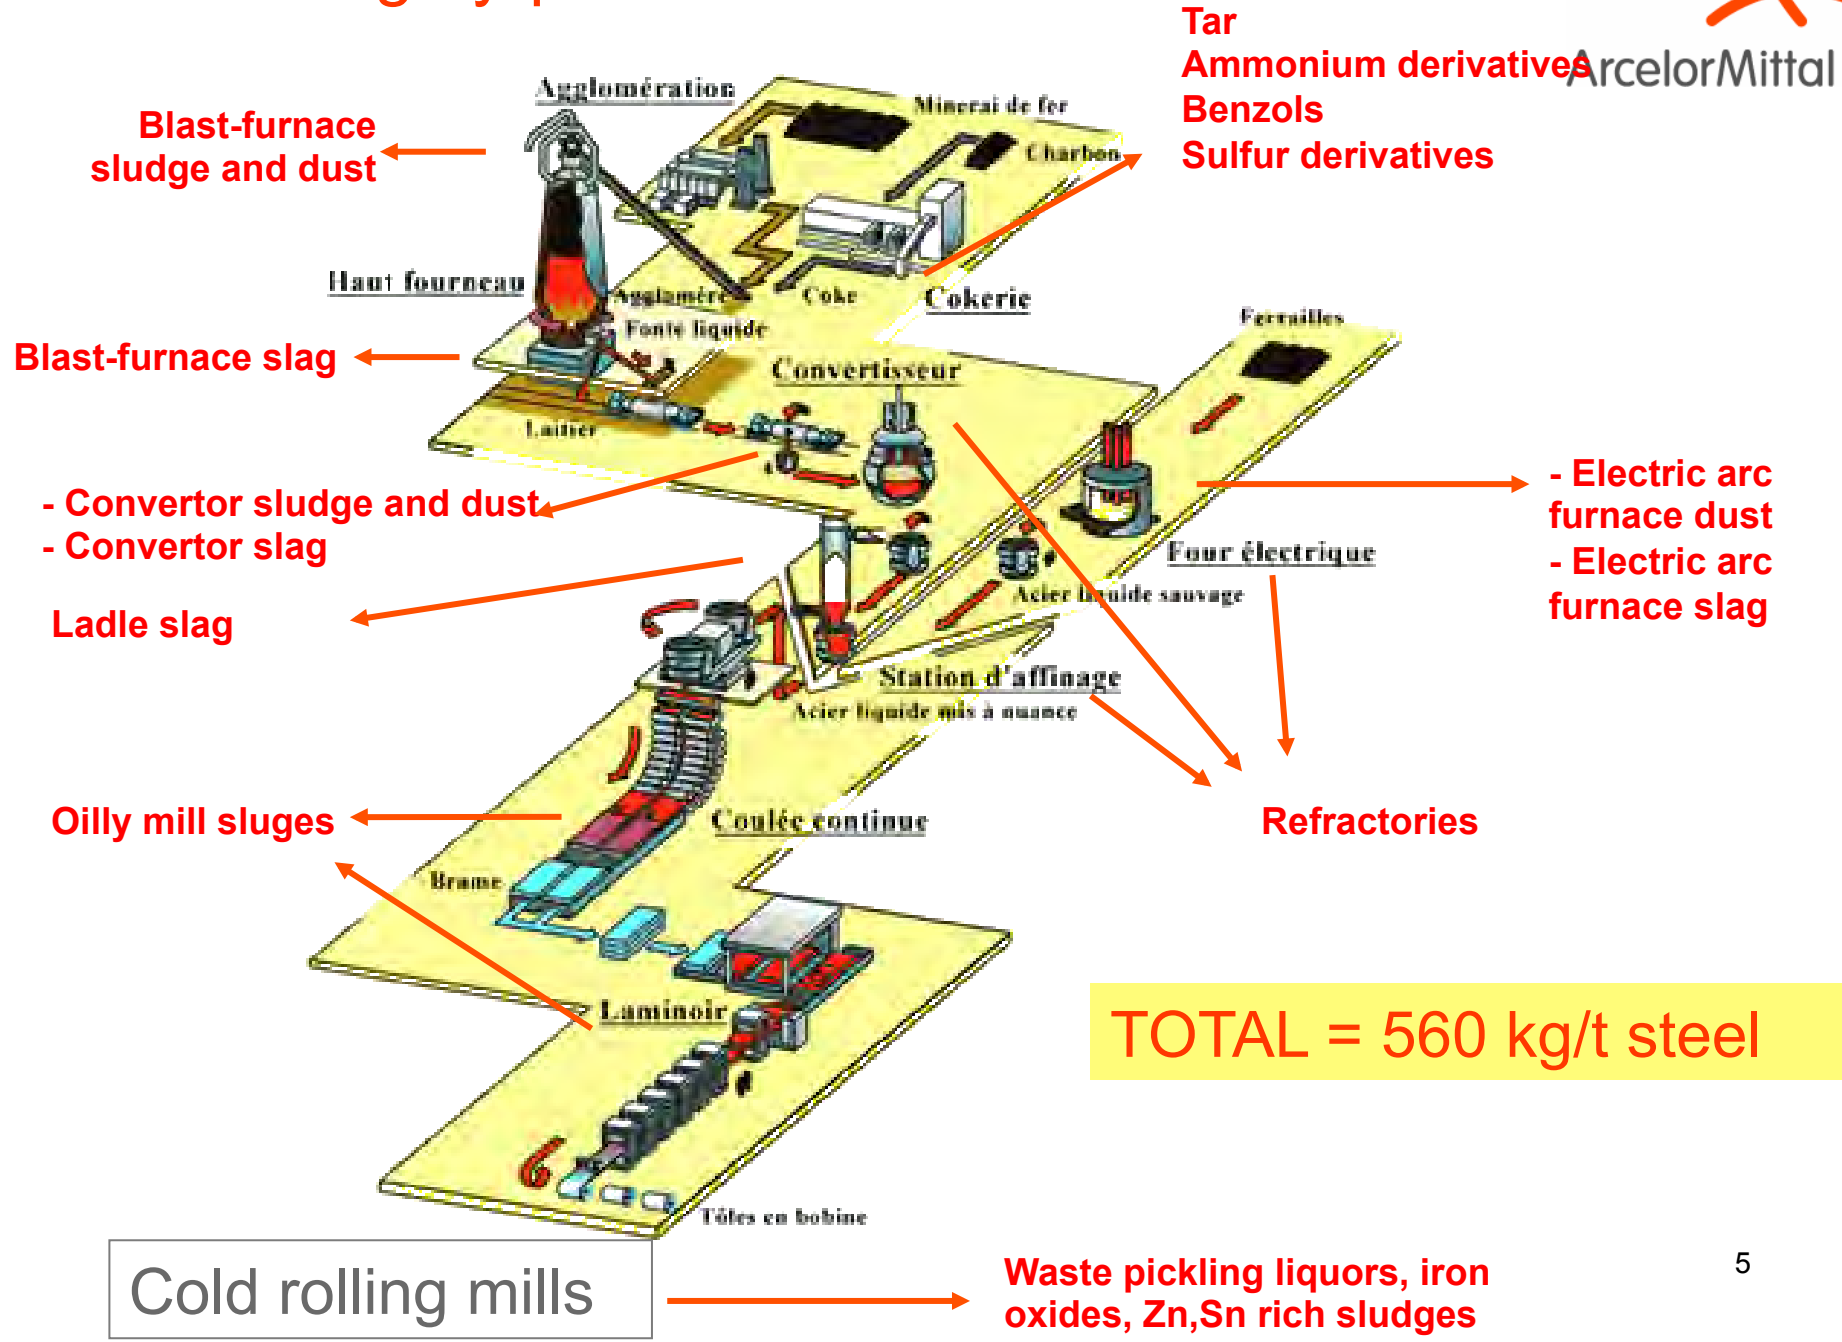 Tar
Ammonium derivatives
Benzols
Sulfur derivatives
ArcelorMittal
Agglomération
Minerai de fer
Charbon
Blast-furnace
sludge and dust
Haut fourneau
Aggloméré
Coke
Cokerie
Fonte liquide
Ferrailles
Blast-furnace slag
Convertisseur
Laitier
- Convertor sludge and dust
- Convertor slag
- Electric arc
furnace dust
- Electric arc
furnace slag
Four électrique
Acier liquide sauvage
Ladle slag
Station d'affinage
Acier liquide mis à nuance
Oilly mill sluges
Coulée continue
Refractories
Brame
Laminoir
TOTAL = 560 kg/t steel
Tôles en bobine
Cold rolling mills
Waste pickling liquors, iron
oxides, Zn,Sn rich sludges
5